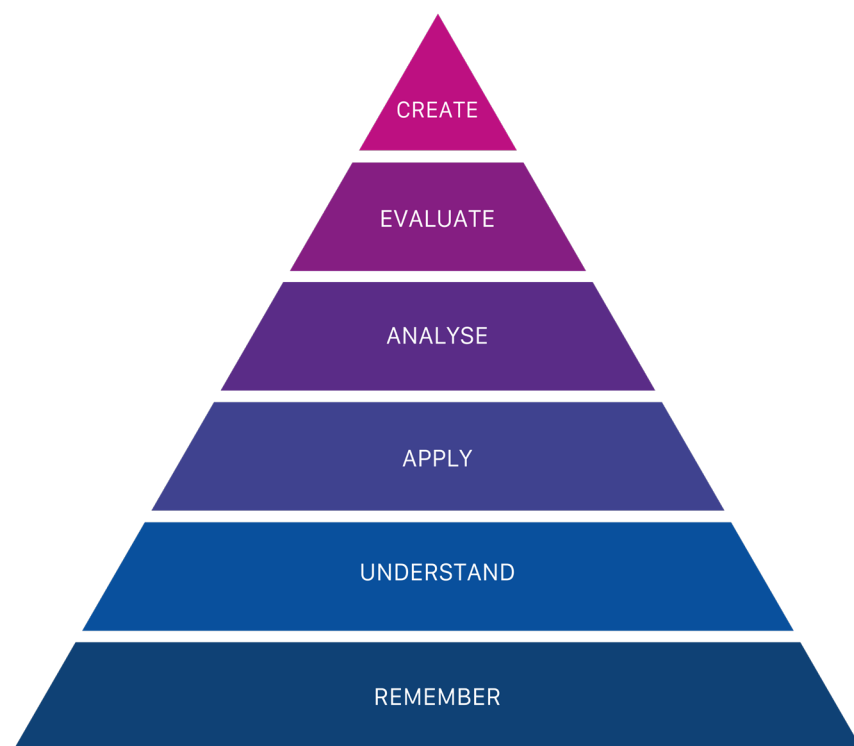 CREATE
EVALUATE
ANALYSE
APPLY
UNDERSTAND
REMEMBER